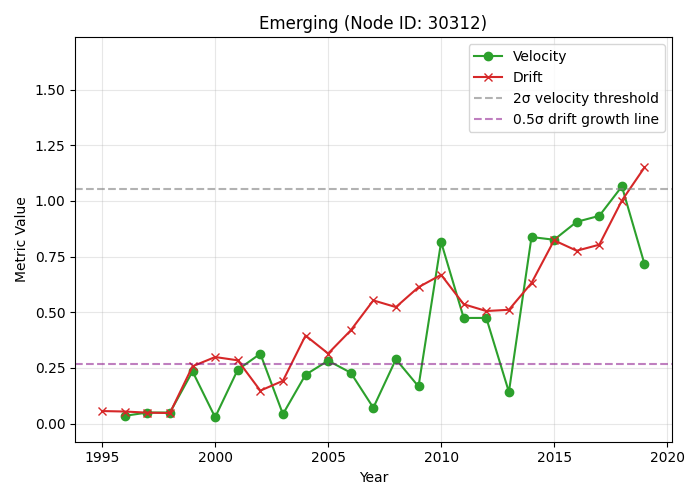 Emerging (Node ID: 30312)
Velocity
Drift
2σ velocity threshold
0.5σ drift growth line
Metric Value
1.50
1.25
1.00
0.75
0.50
0.25
0.00
1995
2000
2005
2010
2015
2020
Year